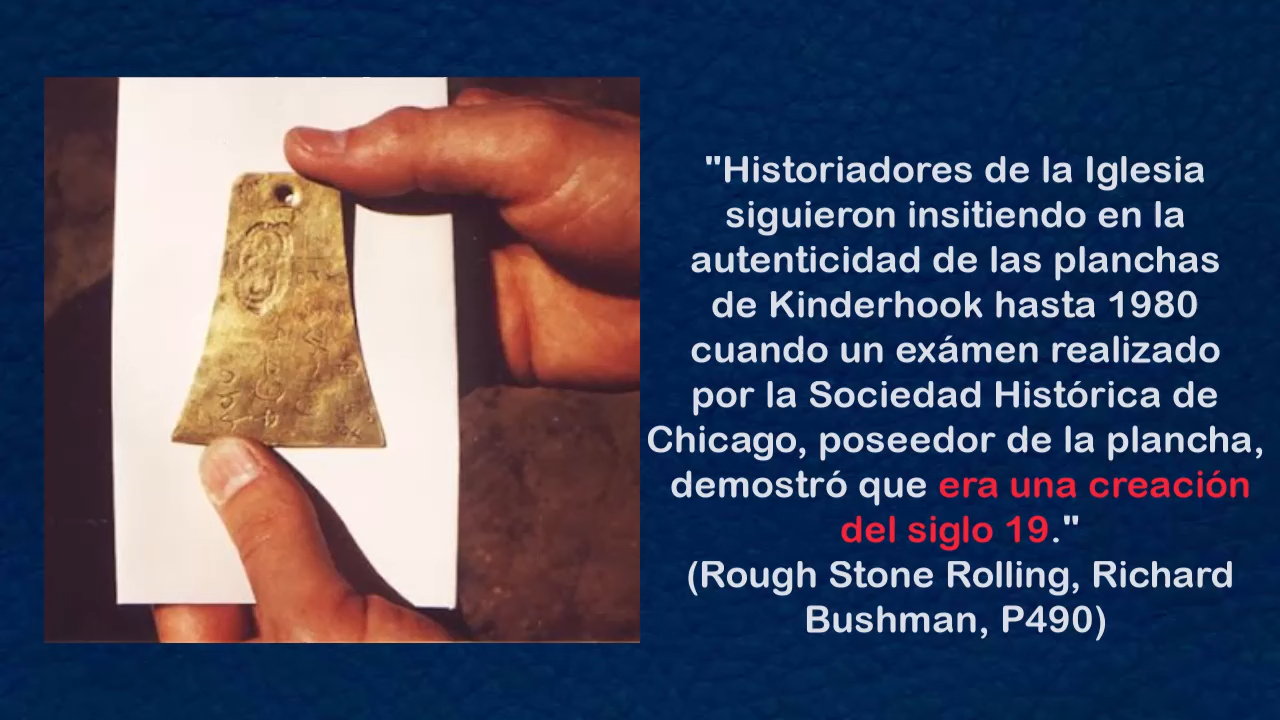 "Historiadores de la Iglesia
siguieron insitiendo en la
autenticidad de las planchas
de Kinderhook hasta 1980
cuando un exámen realizado
por la Sociedad Histórica de
Chicago, poseedor de la plancha,
demostró que era una creación
del siglo 19."
(Rough Stone Rolling, Richard
Bushman, P490)